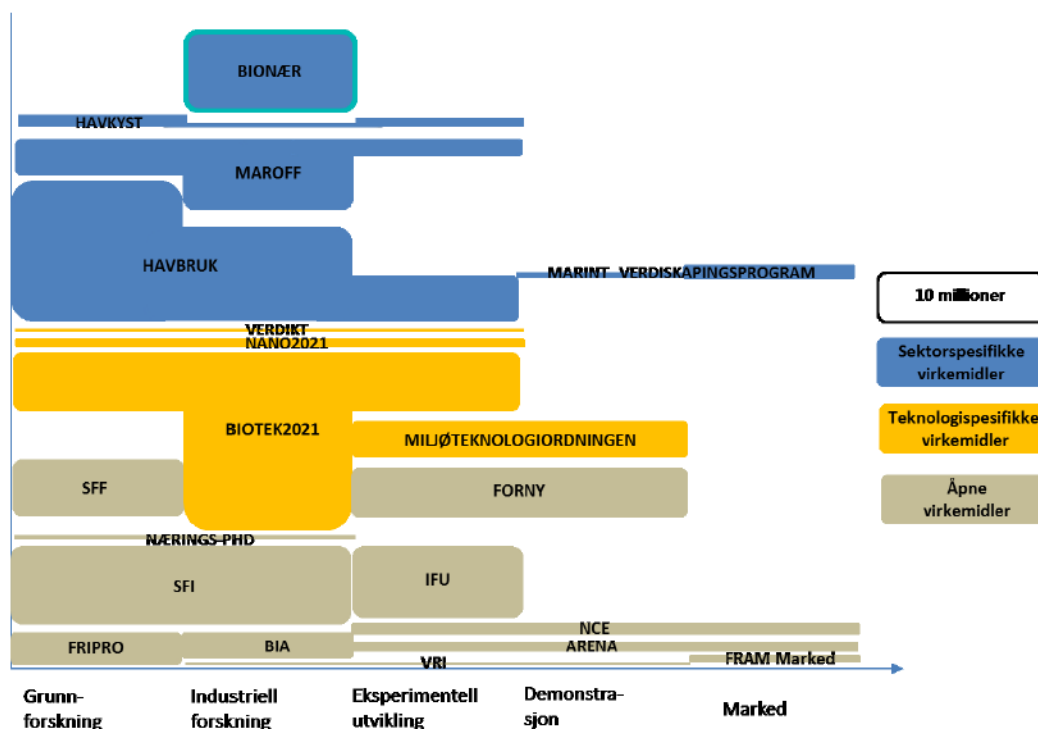 BIONÆR
HAVKYST
MAROFF
HAVBRUK
MARINT VERDISKAPINGSPROGRAM
10 millioner
VERDIKT
NANO2021
Sektorspesifikke
virkemidler
BIOTEK2021
MILJØTEKNOLOGIORDNINGEN
Teknologispesifikke
virkemidler
SFF
FORNY
Åpne
virkemidler
NÆRINGS-PHD
SFI
IFU
NCE
FRIPRO
BIA
ARENA
VRI
FRAM Marked
Grunn-
forskning
Industriell
forskning
Eksperimentell
utvikling
Demonstra-
sjon
Marked